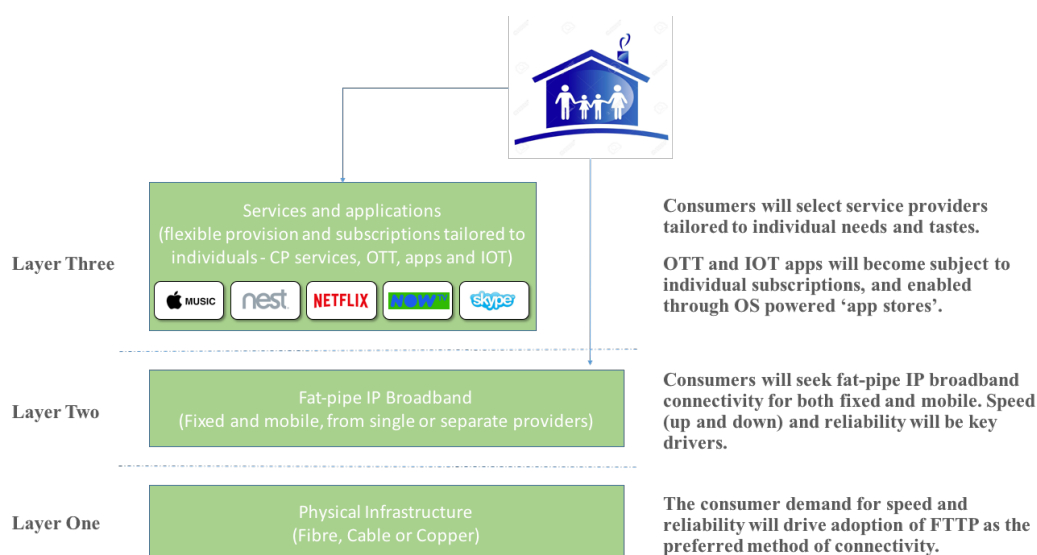 Services and applications
(flexible provision and subscriptions tailored to
individuals - CP services, OTT, apps and IOT)
Layer Three
MUSIC
nest
NETFLIX
NOW TV
skype
Consumers will select service providers
tailored to individual needs and tastes.
OTT and IOT apps will become subject to
individual subscriptions, and enabled
through OS powered ‘app stores’.
Layer Two
Fat-pipe IP Broadband
(Fixed and mobile, from single or separate providers)
Consumers will seek fat-pipe IP broadband
connectivity for both fixed and mobile. Speed
(up and down) and reliability will be key
drivers.
Layer One
Physical Infrastructure
(Fibre, Cable or Copper)
The consumer demand for speed and
reliability will drive adoption of FTTP as the
preferred method of connectivity.